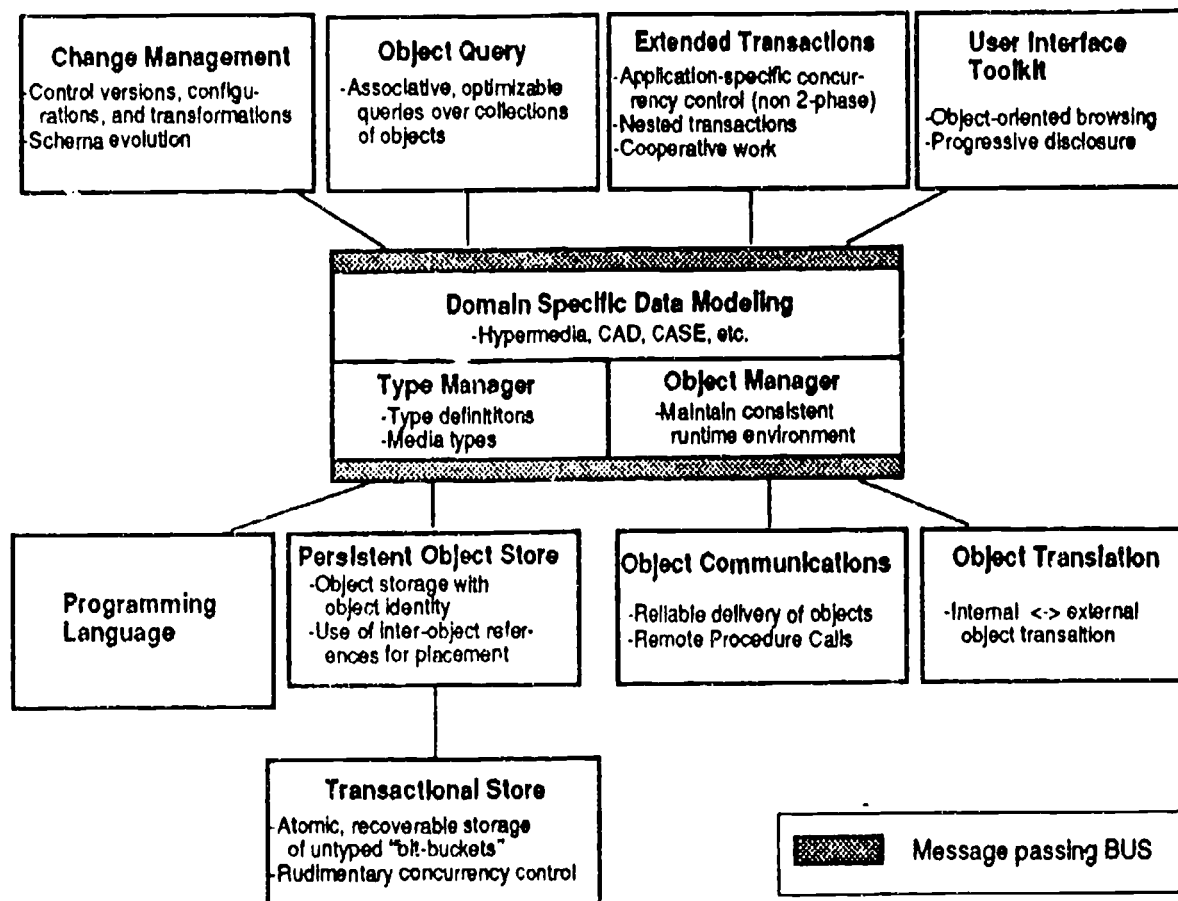 Change Management
-Control versions, configu-
rations, and transformations
-Schema evolution
Object Query
-Associative, optimizable
queries over collections
of objects
Extended Transactions
-Application-specific concur-
rency control (non 2-phase)
-Nested transactions
-Cooperative work
User Interface
Toolkit
-Object-oriented browsing
-Progressive disclosure
Domain Specific Data Modeling
-Hypermedia, CAD, CASE, etc.
Type Manager
-Type definititons
-Media types
Object Manager
-Maintain consistent
runtime environment
Programming
Language
Persistent Object Store
-Object storage with
object identity
-Use of inter-object refer-
ences for placement
Object Communications
-Reliable delivery of objects
-Remote Procedure Calls
Object Translation
-Internal <-> external
object transaltion
Transactional Store
-Atomic, recoverable storage
of untyped "bit-buckets"
-Rudimentary concurrency control
Message passing BUS